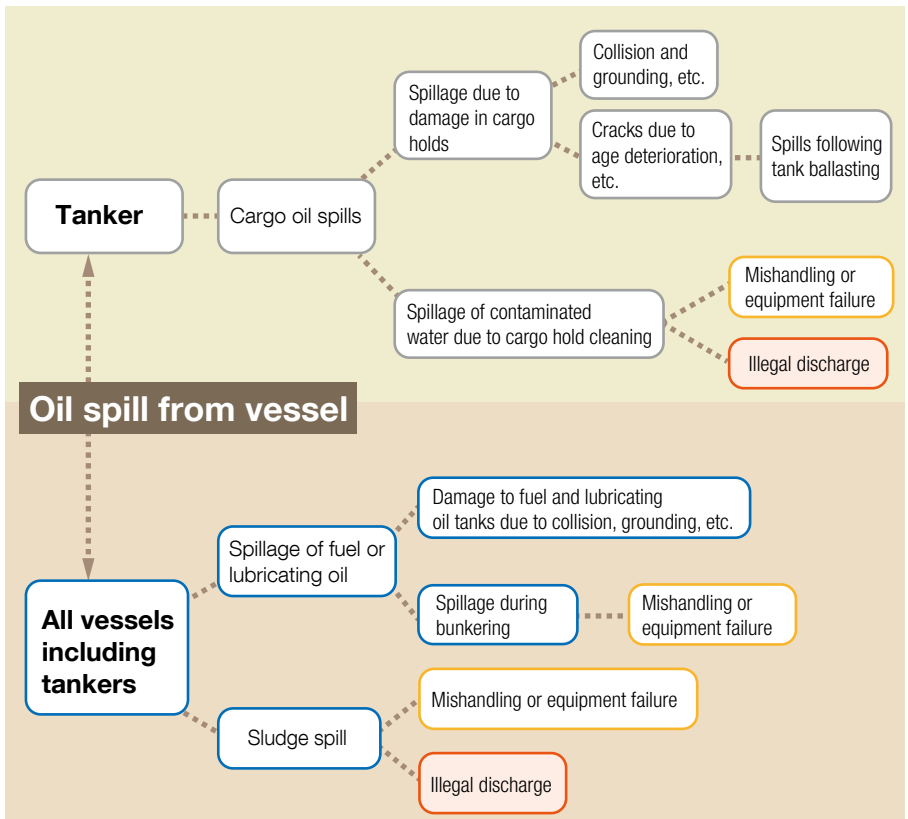 Collision and
grounding, etc.
Spillage due to
damage in cargo
holds
Cracks due to
age deterioration,
etc.
Spills following
tank ballasting
Tanker
Cargo oil spills
Mishandling or
equipment failure
Spillage of contaminated
water due to cargo hold cleaning
Illegal discharge
Oil spill from vessel
Damage to fuel and lubricating
oil tanks due to collision, grounding, etc.
Spillage of fuel or
lubricating oil
Spillage during
bunkering
Mishandling or
equipment failure
All vessels
including
tankers
Mishandling or equipment failure
Sludge spill
Illegal discharge